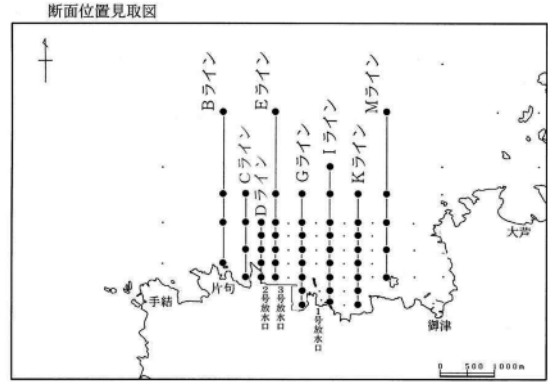 断面位置見取図
Bライン
Cライン
Dライン
Eライン
Gライン
Iライン
Kライン
Mライン
大芦
手結
片句
2号放水口
3号放水口
1号放水口
御津
0 500 1000m